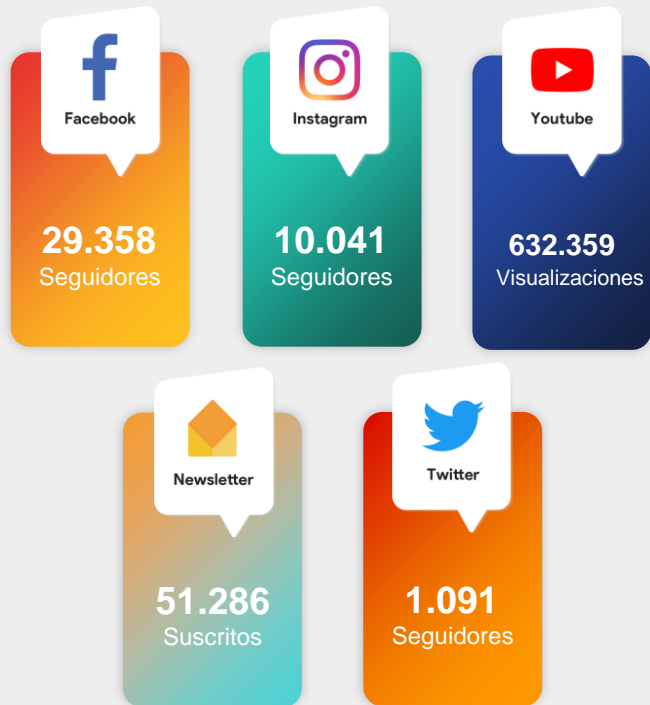 Facebook
29.358
Seguidores
Instagram
10.041
Seguidores
Youtube
632.359
Visualizaciones
Newsletter
51.286
Suscritos
Twitter
1.091
Seguidores